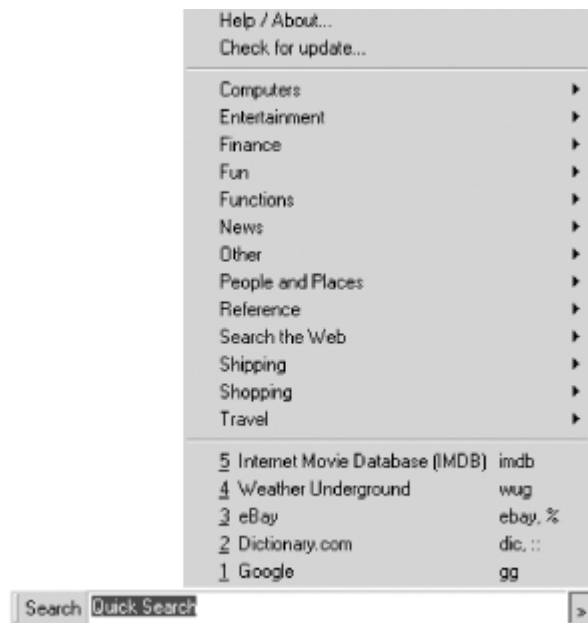 Help / About...
Check for update...
Computers
Entertainment
Finance
Fun
Functions
News
Other
People and Places
Reference
Search the Web
Shipping
Shopping
Travel
5 Internet Movie Database (IMDB) imdb
4 Weather Underground wug
3 eBay ebay, %
2 Dictionary.com dic, ::
1 Google gg
Search Quick Search »